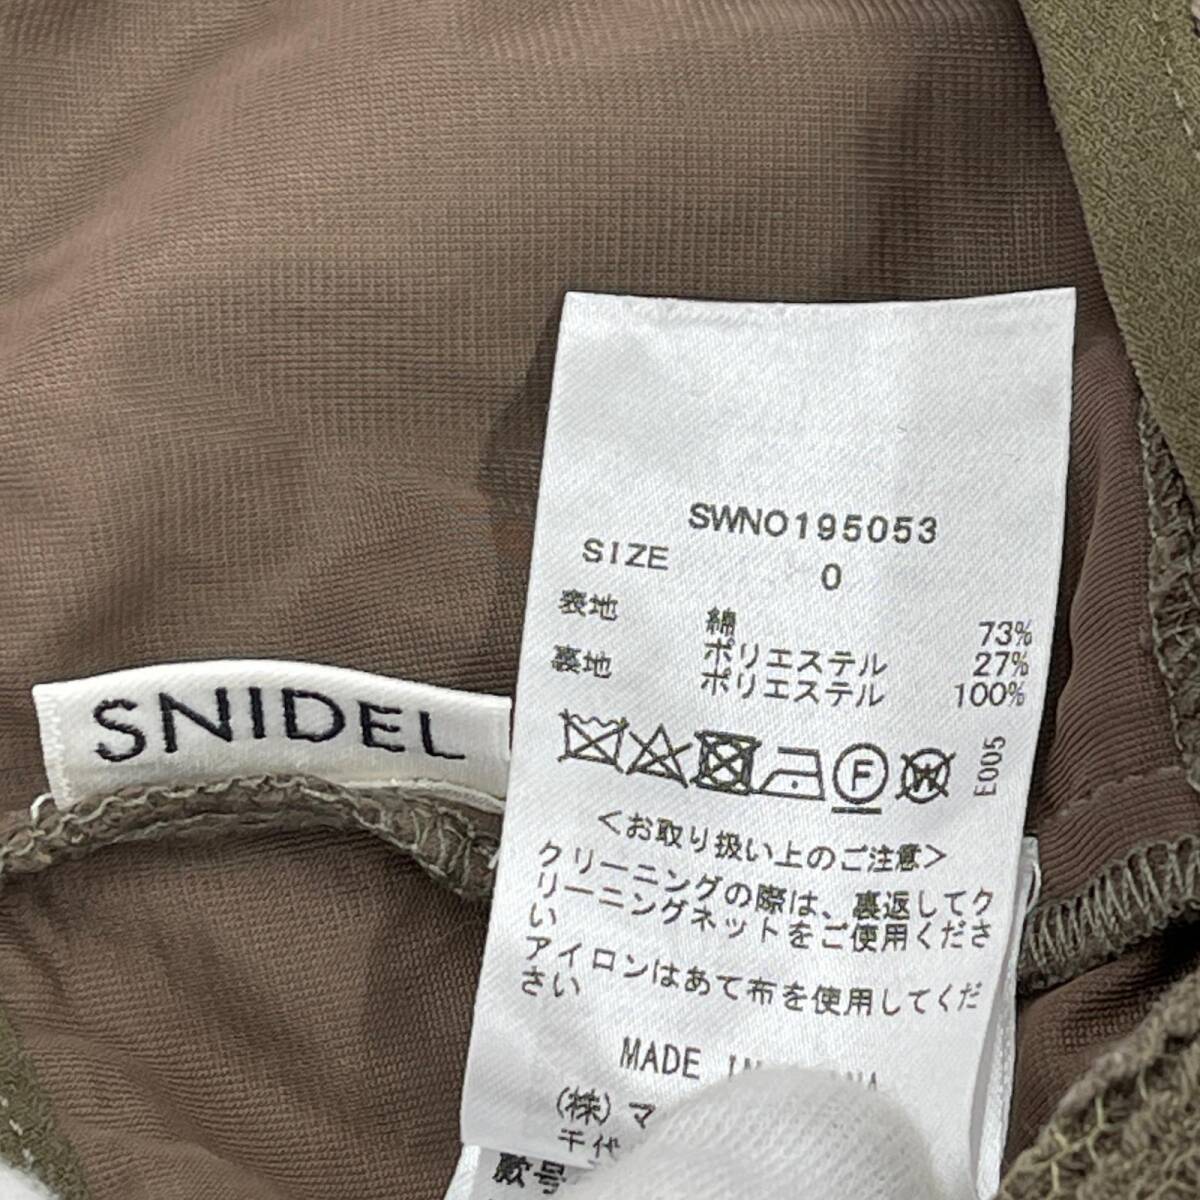 SNIDEL
SWNO195053
SIZE 0
表地 綿 73%
ポリエステル 27%
裏地 ポリエステル 100%
F W E005
<お取り扱い上のご注意>
クリーニングの際は、裏返してク
リーニングネットをご使用くださ
い
アイロンはあて布を使用してくだ
さい
MADE
(株)マ
千代
款号